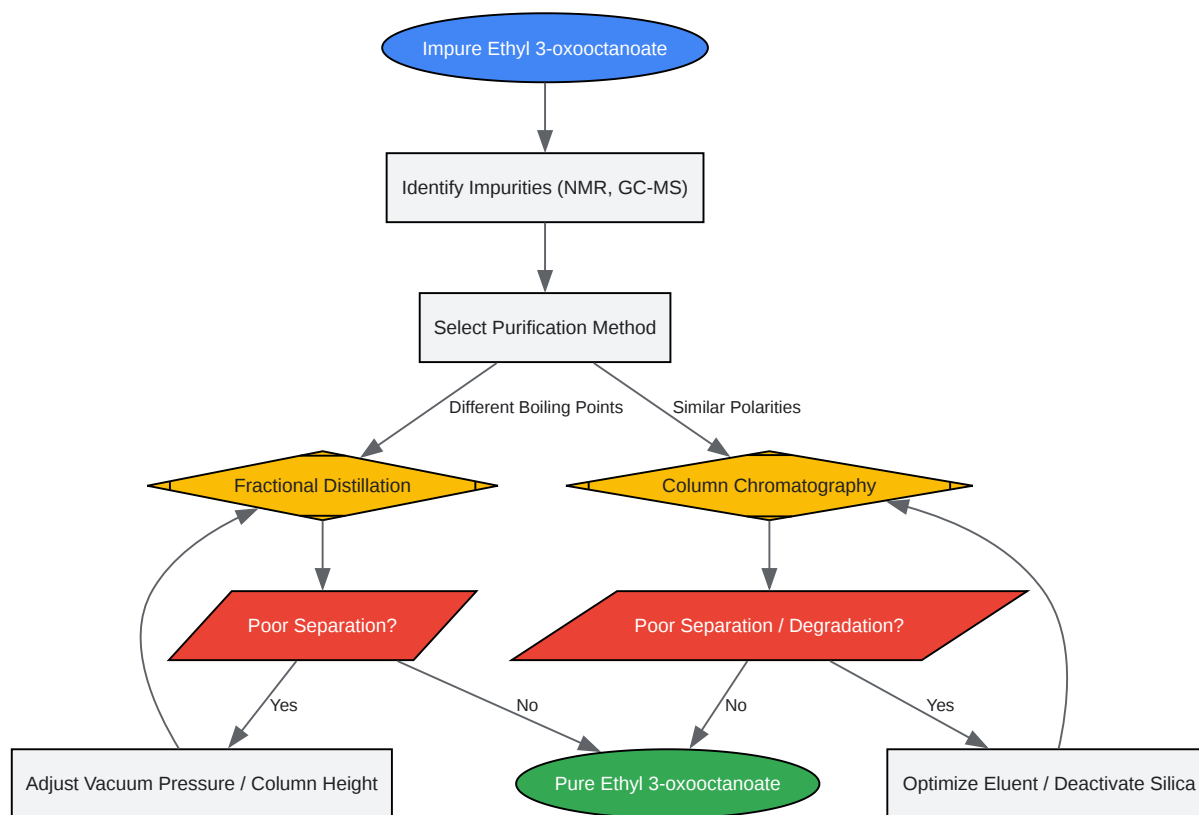 Impure Ethyl 3-oxooctanoate
Identify Impurities (NMR, GC-MS)
Select Purification Method
Different Boiling Points
Similar Polarities
Fractional Distillation
Column Chromatography
Poor Separation?
Poor Separation / Degradation?
Yes
No
No
Yes
Adjust Vacuum Pressure / Column Height
Pure Ethyl 3-oxooctanoate
Optimize Eluent / Deactivate Silica